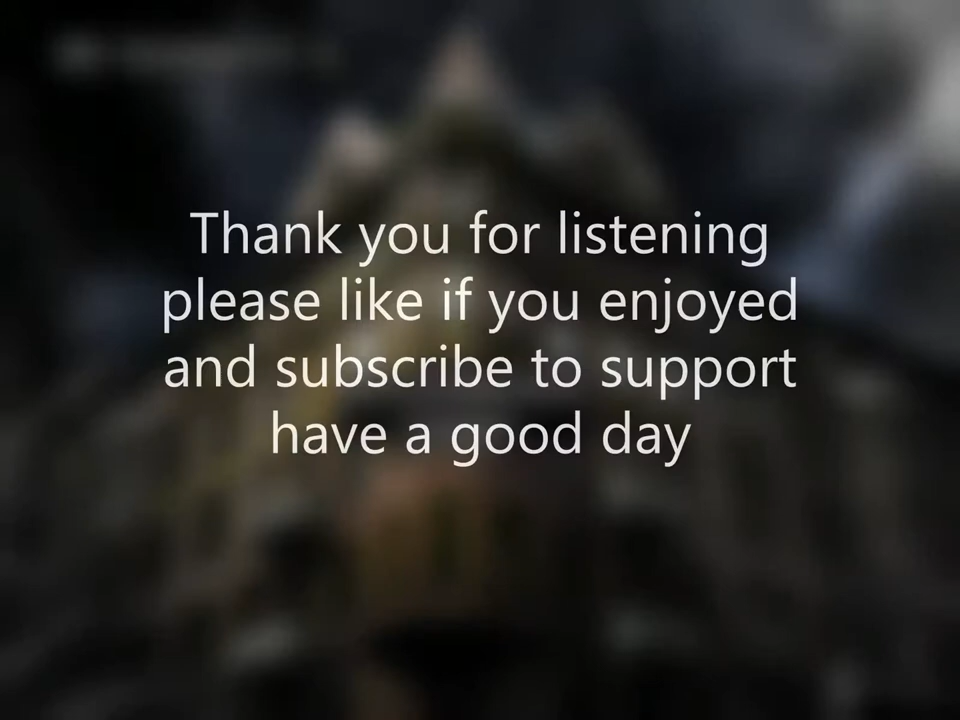 Thank you for listening
please like if you enjoyed
and subscribe to support
have a good day